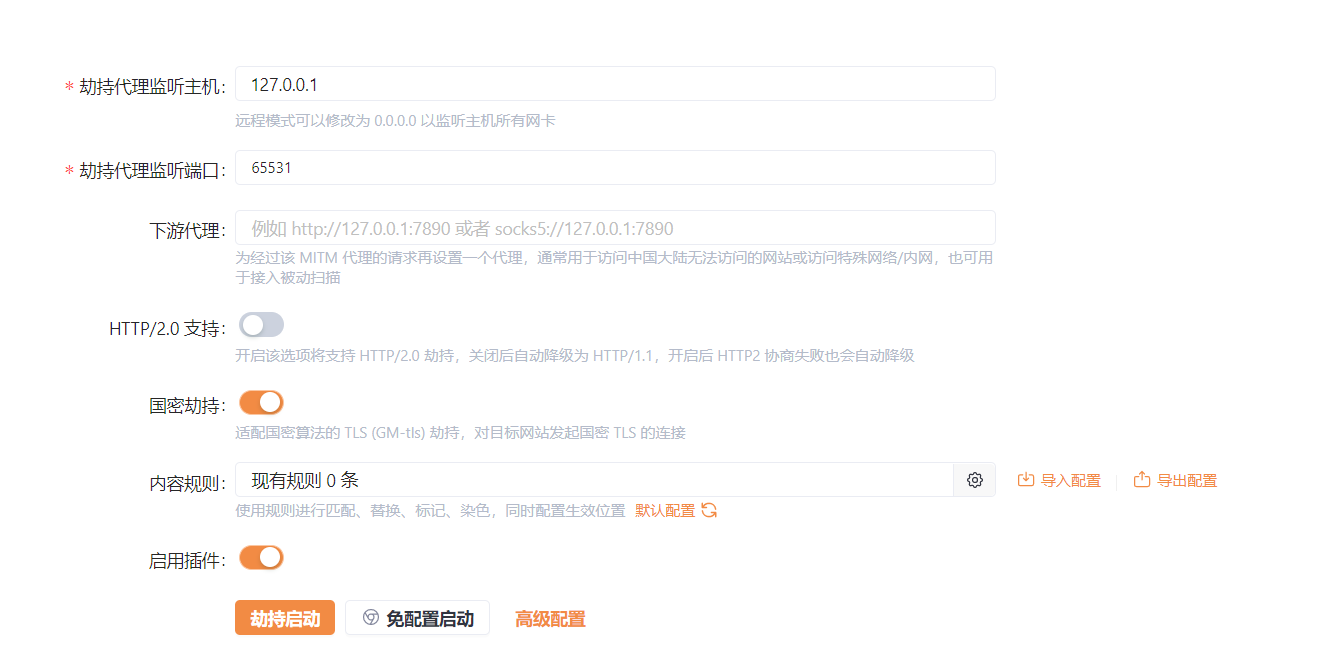 * 劫持代理监听主机: 127.0.0.1
远程模式可以修改为 0.0.0.0 以监听主机所有网卡
* 劫持代理监听端口: 65531
下游代理: 例如 http://127.0.0.1:7890 或者 socks5://127.0.0.1:7890
为经过该 MITM 代理的请求再设置一个代理，通常用于访问中国大陆无法访问的网站或访问特殊网络/内网，也可用
于接入被动扫描
HTTP/2.0 支持:
开启该选项将支持 HTTP/2.0 劫持，关闭后自动降级为 HTTP/1.1，开启后 HTTP2 协商失败也会自动降级
国密劫持:
适配国密算法的 TLS (GM-tls) 劫持，对目标网站发起国密 TLS 的连接
内容规则: 现有规则 0 条 导入配置 导出配置
使用规则进行匹配、替换、标记、染色，同时配置生效位置 默认配置
启用插件:
劫持启动 免配置启动 高级配置